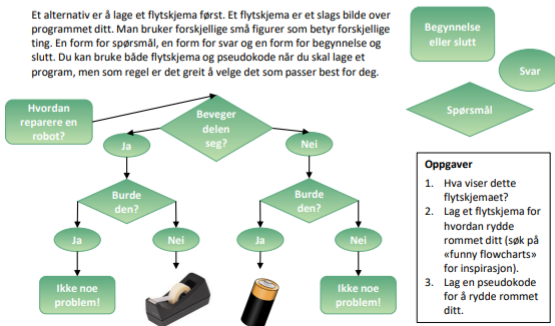 Et alternativ er å lage et flytskjema først. Et flytskjema er et slags bilde over
programmet ditt. Man bruker forskjellige små figurer som betyr forskjellige
ting. En form for spørsmål, en form for svar og en form for begynnelse og
slutt. Du kan bruke både flytskjema og pseudokode når du skal lage et
program, men som regel er det greit å velge det som passer best for deg.
Begynnelse
eller slutt
Svar
Spørsmål
Hvordan
reparere en
robot?
Beveger
delen
seg?
Ja
Nei
Burde
den?
Burde
den?
Ja
Nei
Ja
Nei
Ikke noe
problem!
Ikke noe
problem!
Oppgaver
1. Hva viser dette
flytskjemaet?
2. Lag et flytskjema for
hvordan rydde
rommet ditt (søk på
«funny flowcharts»
for inspirasjon).
3. Lag en pseudokode
for å rydde rommet
ditt.